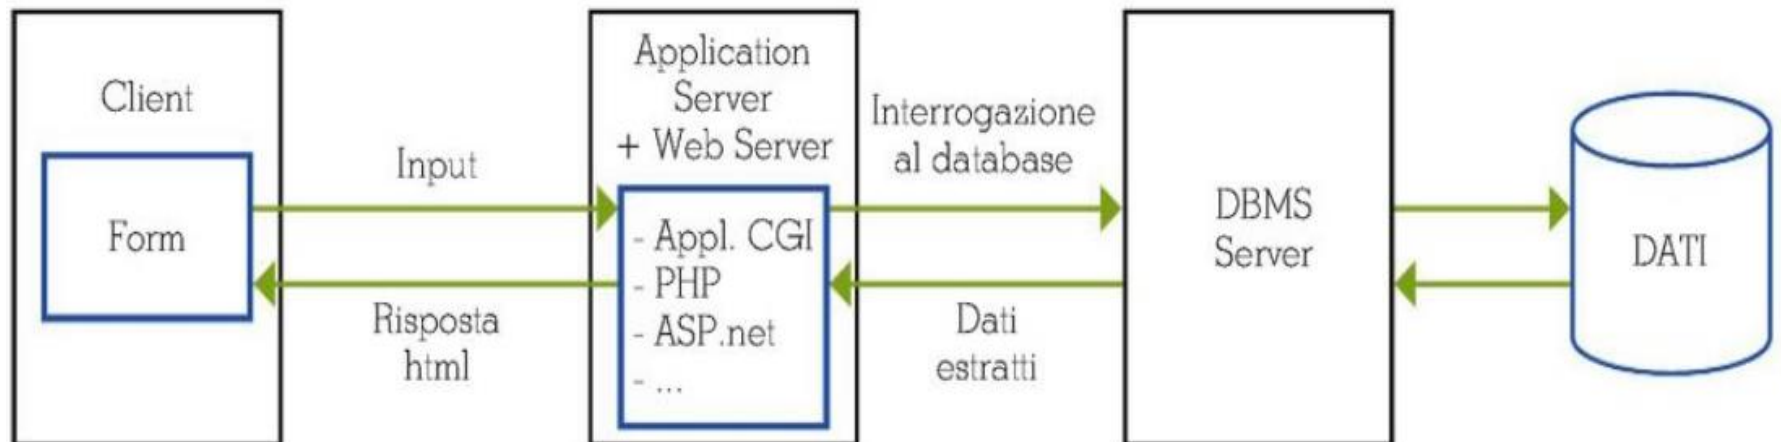 Client
Form
Input
Risposta
html
Application
Server
+ Web Server
- Appl. CGI
- PHP
- ASP.net
- ...
Interrogazione
al database
Dati
estratti
DBMS
Server
DATI